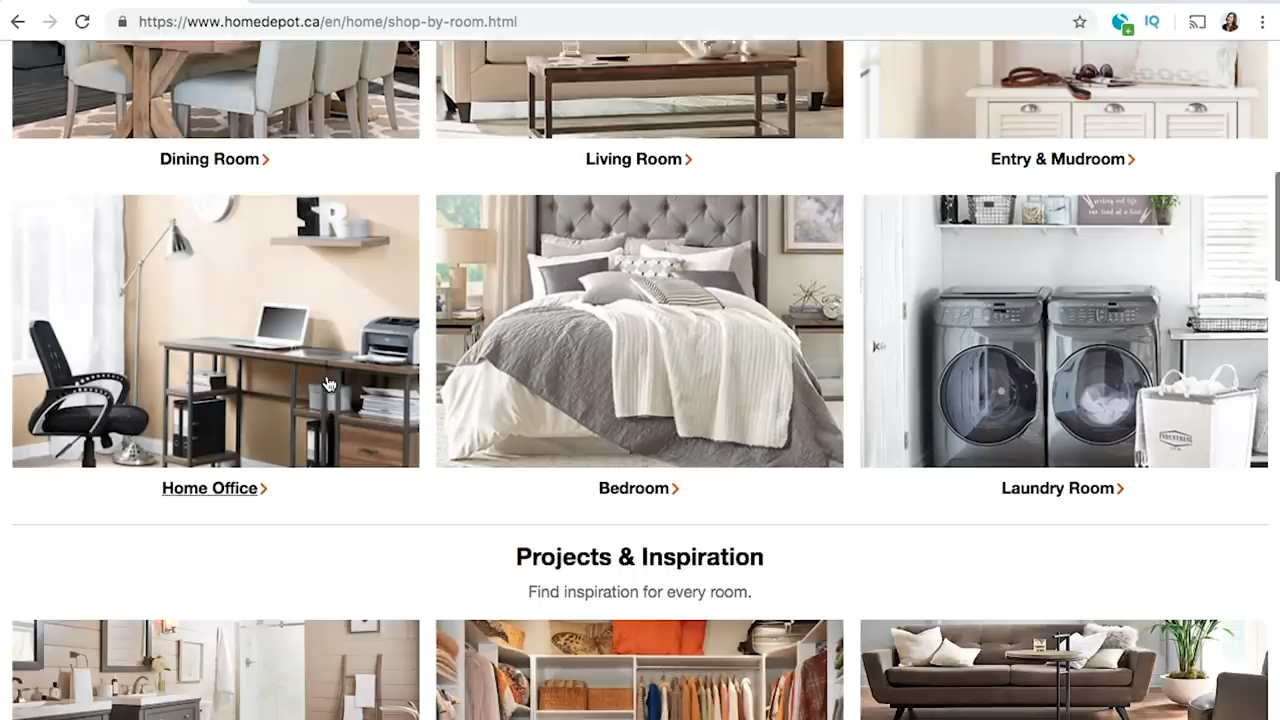 https://www.homedepot.ca/en/home/shop-by-room.html
IQ
Dining Room
Living Room
Entry & Mudroom
Home Office
Bedroom
Laundry Room
INDUSTRIAL
Projects & Inspiration
Find inspiration for every room.